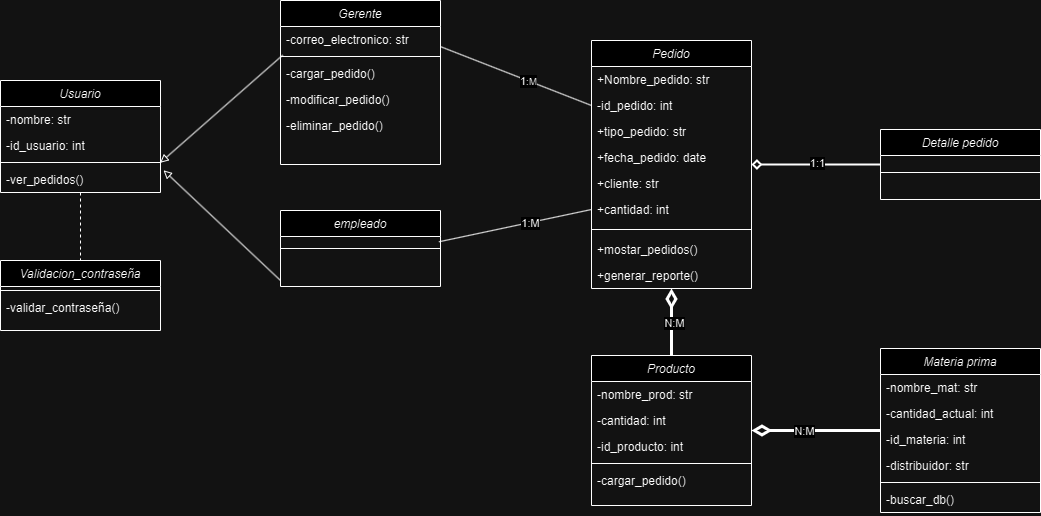 Gerente
-correo_electronico: str
-cargar_pedido()
-modificar_pedido()
-eliminar_pedido()
Usuario
-nombre: str
-id_usuario: int
-ver_pedidos()
Validacion_contraseña
-validar_contraseña()
empleado
1:M
1:M
Pedido
+Nombre_pedido: str
-id_pedido: int
+tipo_pedido: str
+fecha_pedido: date
+cliente: str
+cantidad: int
+mostar_pedidos()
+generar_reporte()
1:1
Detalle pedido
N:M
Producto
-nombre_prod: str
-cantidad: int
-id_producto: int
-cargar_pedido()
N:M
Materia prima
-nombre_mat: str
-cantidad_actual: int
-id_materia: int
-distribuidor: str
-buscar_db()